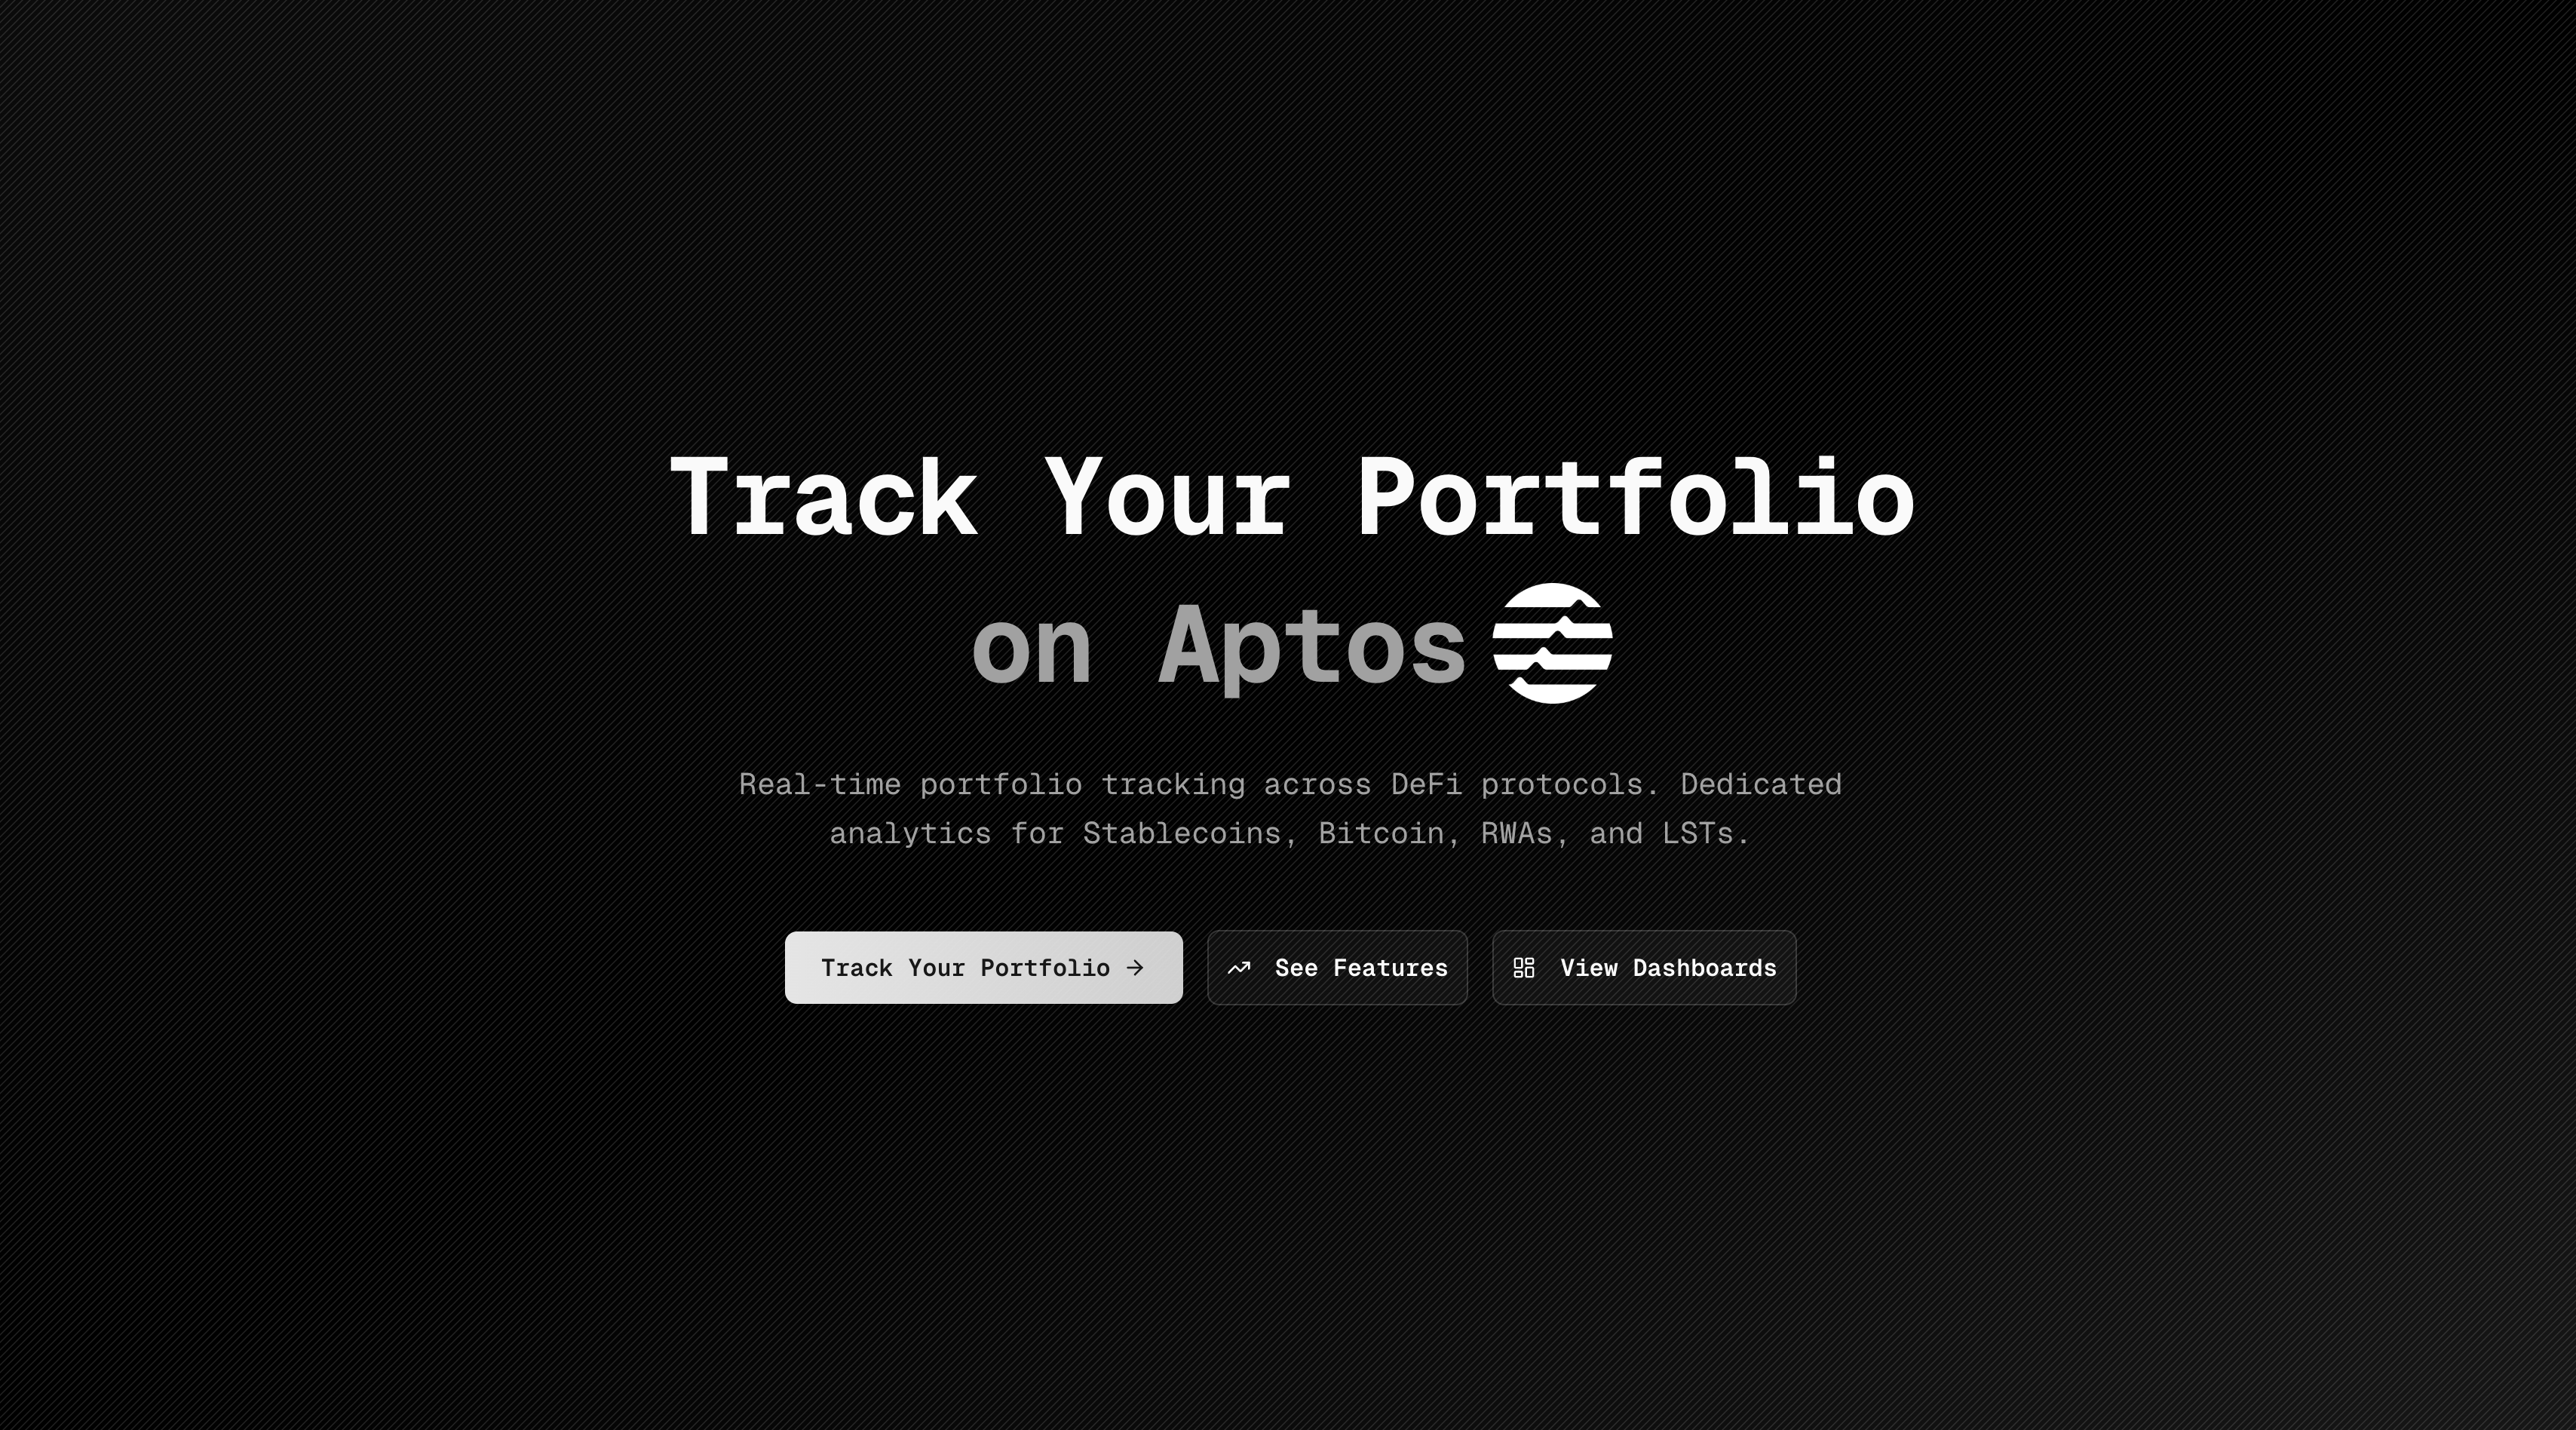 Track Your Portfolio
on Aptos
Real-time portfolio tracking across DeFi protocols. Dedicated
analytics for Stablecoins, Bitcoin, RWAs, and LSTs.
Track Your Portfolio →
See Features
View Dashboards